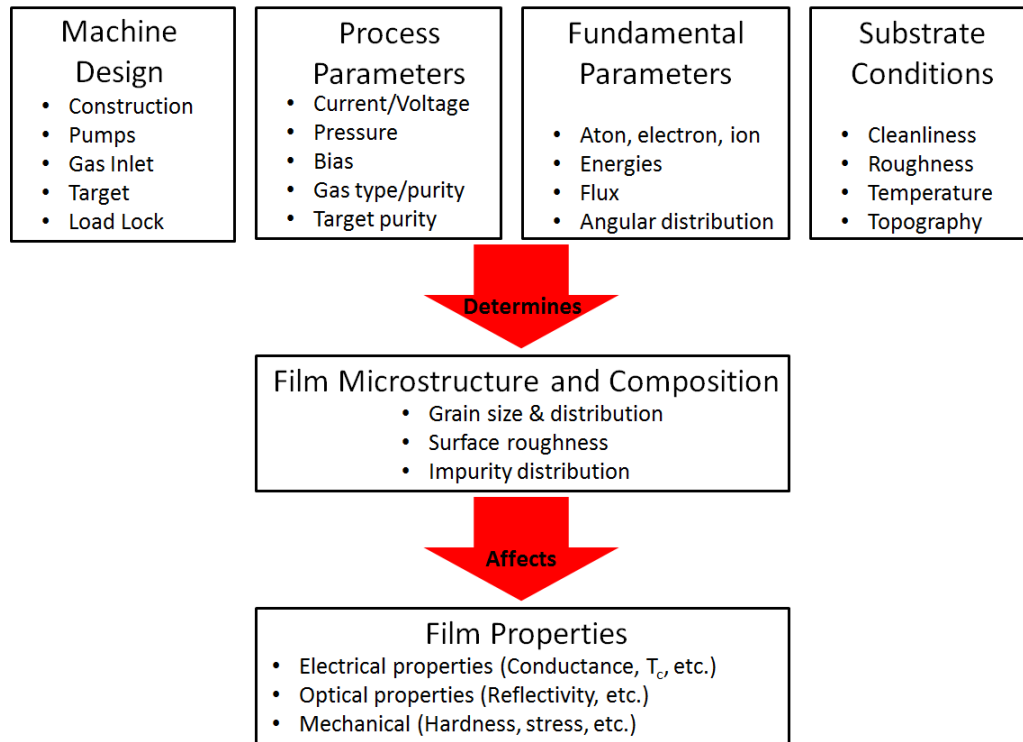 Machine
Design
• Construction
• Pumps
• Gas Inlet
• Target
• Load Lock
Process
Parameters
• Current/Voltage
• Pressure
• Bias
• Gas type/purity
• Target purity
Fundamental
Parameters
• Aton, electron, ion
• Energies
• Flux
• Angular distribution
Substrate
Conditions
• Cleanliness
• Roughness
• Temperature
• Topography
Determines
Film Microstructure and Composition
• Grain size & distribution
• Surface roughness
• Impurity distribution
Affects
Film Properties
• Electrical properties (Conductance, Tc, etc.)
• Optical properties (Reflectivity, etc.)
• Mechanical (Hardness, stress, etc.)